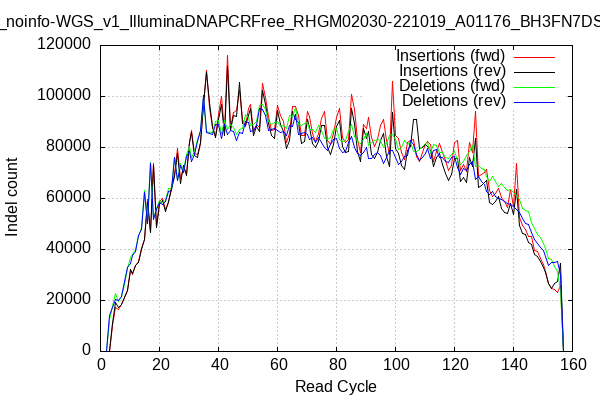 _noinfo-WGS_v1_IlluminaDNAPCRFree_RHGM02030-221019_A01176_BH3FN7DS
Insertions (fwd)
Insertions (rev)
Deletions (fwd)
Deletions (rev)
120000
100000
80000
60000
40000
20000
0
Indel count
0 20 40 60 80 100 120 140 160
Read Cycle